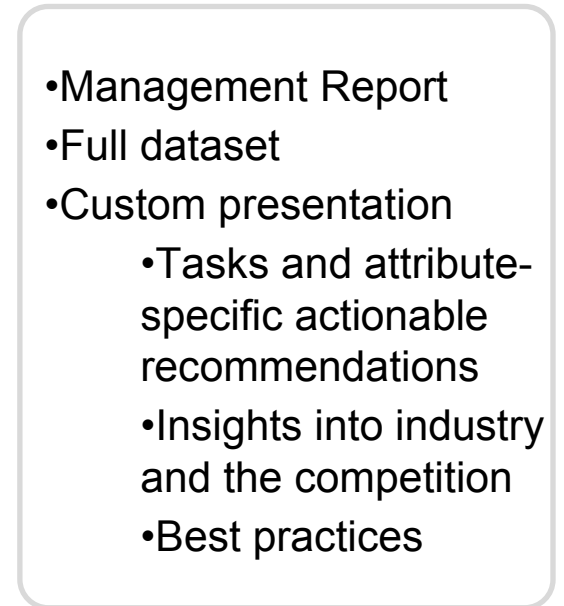 •Management Report
•Full dataset
•Custom presentation
•Tasks and attribute-
specific actionable
recommendations
•Insights into industry
and the competition
•Best practices